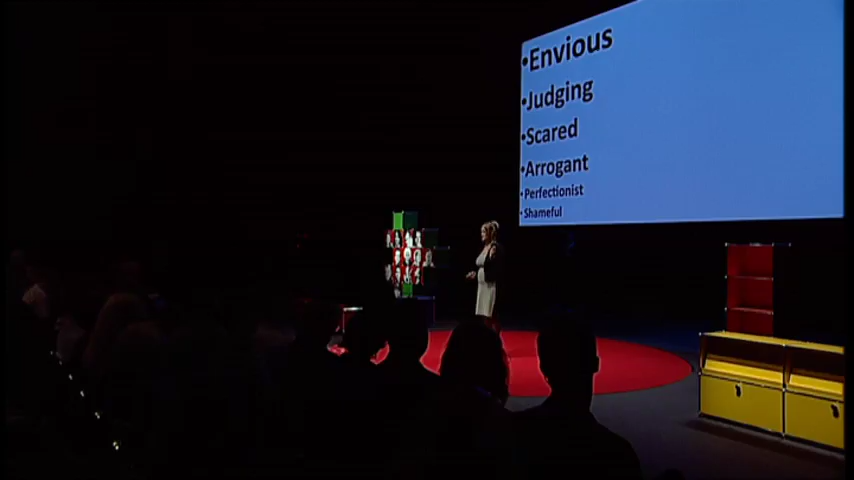 •Envious
•Judging
•Scared
•Arrogant
•Perfectionist
•Shameful